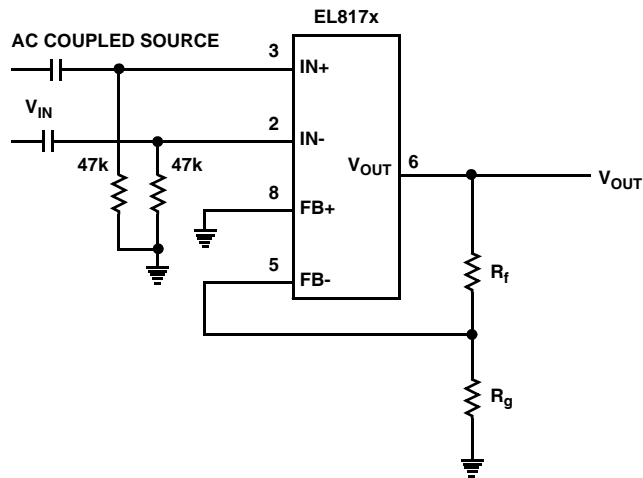 EL817x
AC COUPLED SOURCE
3
IN+
V_IN
2
IN-
47k
47k
V_OUT
6
V_OUT
8
FB+
5
FB-
R_f
R_g